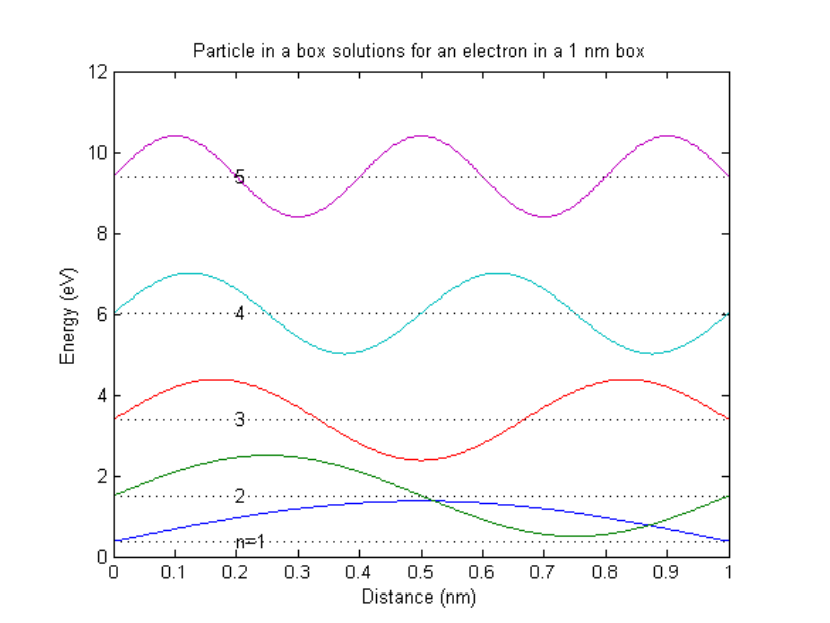 Particle in a box solutions for an electron in a 1 nm box
12
10
8
6
4
2
0
Energy (eV)
5
4
3
2
n=1
0 0.1 0.2 0.3 0.4 0.5 0.6 0.7 0.8 0.9 1
Distance (nm)